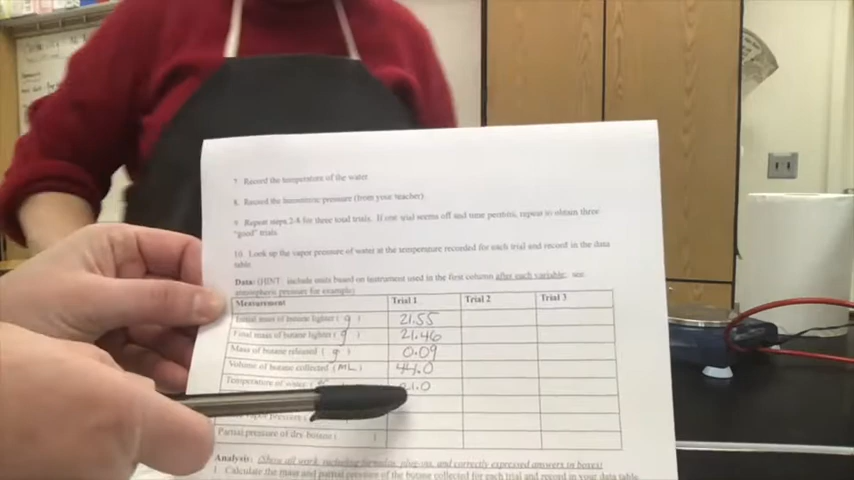 7. Record the temperature of the water.
8. Record the barometric pressure (from your teacher).
9. Repeat steps 2-8 for three total trials. If one trial seems off and time permits, repeat to obtain three
"good" trials.
10. Look up the vapor pressure of water at the temperature recorded for each trial and record in the data
table.
Data: (HINT: include units based on instrument used in the first column after each variable; see
atmospheric pressure for example)
Measurement Trial 1 Trial 2 Trial 3
Initial mass of butane lighter ( g ) 21.55
Final mass of butane lighter ( g ) 21.46
Mass of butane released ( g ) 0.09
Volume of butane collected ( mL ) 44.0
Temperature of water 21.0
vapor pressure
Partial pressure of dry butane (
Analysis: (Show all work, including formulas, plug-ins, and correctly expressed answers in boxes)
1. Calculate the mass and partial pressure of the butane collected for each trial and record in your data table.